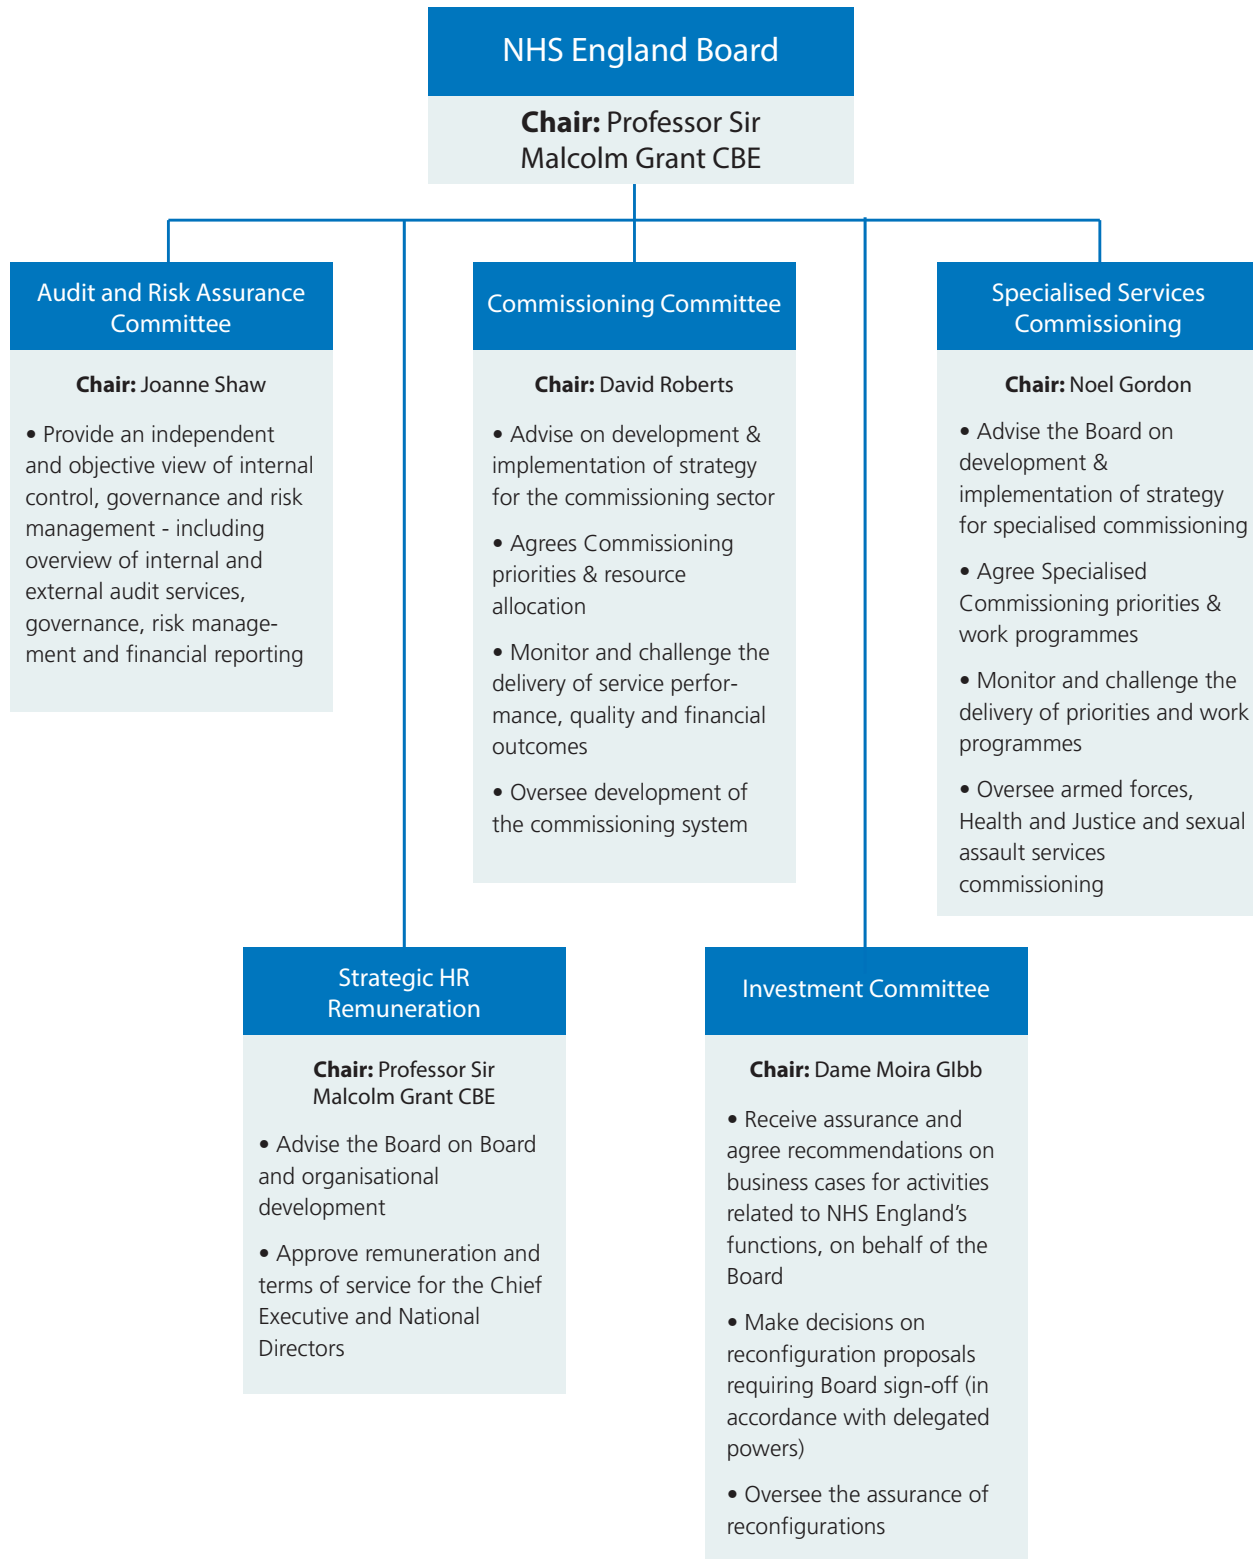 NHS England Board
Chair: Professor Sir
Malcolm Grant CBE
Audit and Risk Assurance
Committee
Chair: Joanne Shaw
• Provide an independent
and objective view of internal
control, governance and risk
management - including
overview of internal and
external audit services,
governance, risk manage-
ment and financial reporting
Commissioning Committee
Chair: David Roberts
• Advise on development &
implementation of strategy
for the commissioning sector
• Agrees Commissioning
priorities & resource
allocation
• Monitor and challenge the
delivery of service perfor-
mance, quality and financial
outcomes
• Oversee development of
the commissioning system
Specialised Services
Commissioning
Chair: Noel Gordon
• Advise the Board on
development &
implementation of strategy
for specialised commissioning
• Agree Specialised
Commissioning priorities &
work programmes
• Monitor and challenge the
delivery of priorities and work
programmes
• Oversee armed forces,
Health and Justice and sexual
assault services
commissioning
Strategic HR
Remuneration
Chair: Professor Sir
Malcolm Grant CBE
• Advise the Board on Board
and organisational
development
• Approve remuneration and
terms of service for the Chief
Executive and National
Directors
Investment Committee
Chair: Dame Moira GIbb
• Receive assurance and
agree recommendations on
business cases for activities
related to NHS England’s
functions, on behalf of the
Board
• Make decisions on
reconfiguration proposals
requiring Board sign-off (in
accordance with delegated
powers)
• Oversee the assurance of
reconfigurations